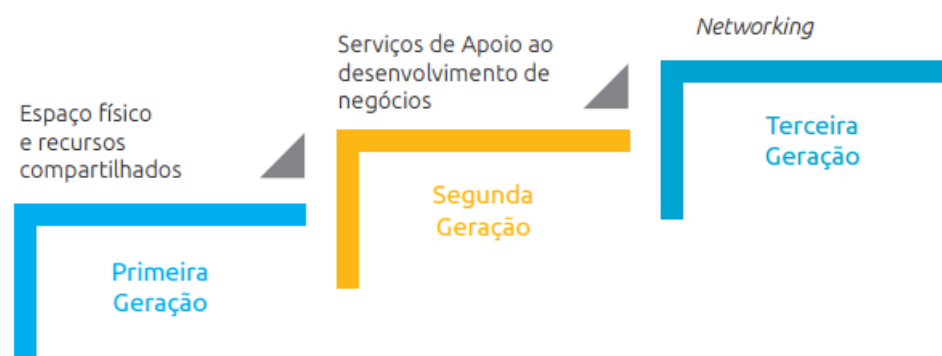 Espaço físico
e recursos
compartilhados
Primeira
Geração
Serviços de Apoio ao
desenvolvimento de
negócios
Segunda
Geração
Networking
Terceira
Geração